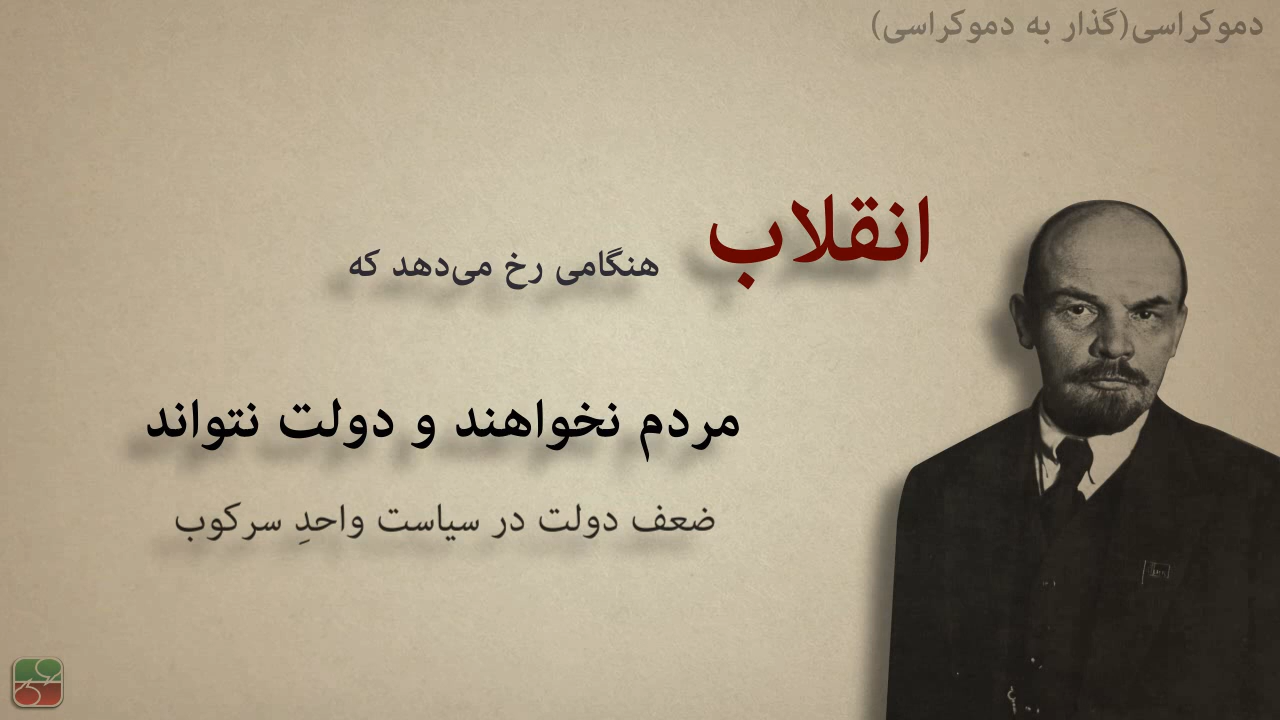 دموکراسی(گذار به دموکراسی)
انقلاب هنگامی رخ می‌دهد که
مردم نخواهند و دولت نتواند
ضعف دولت در سیاست واحدِ سرکوب